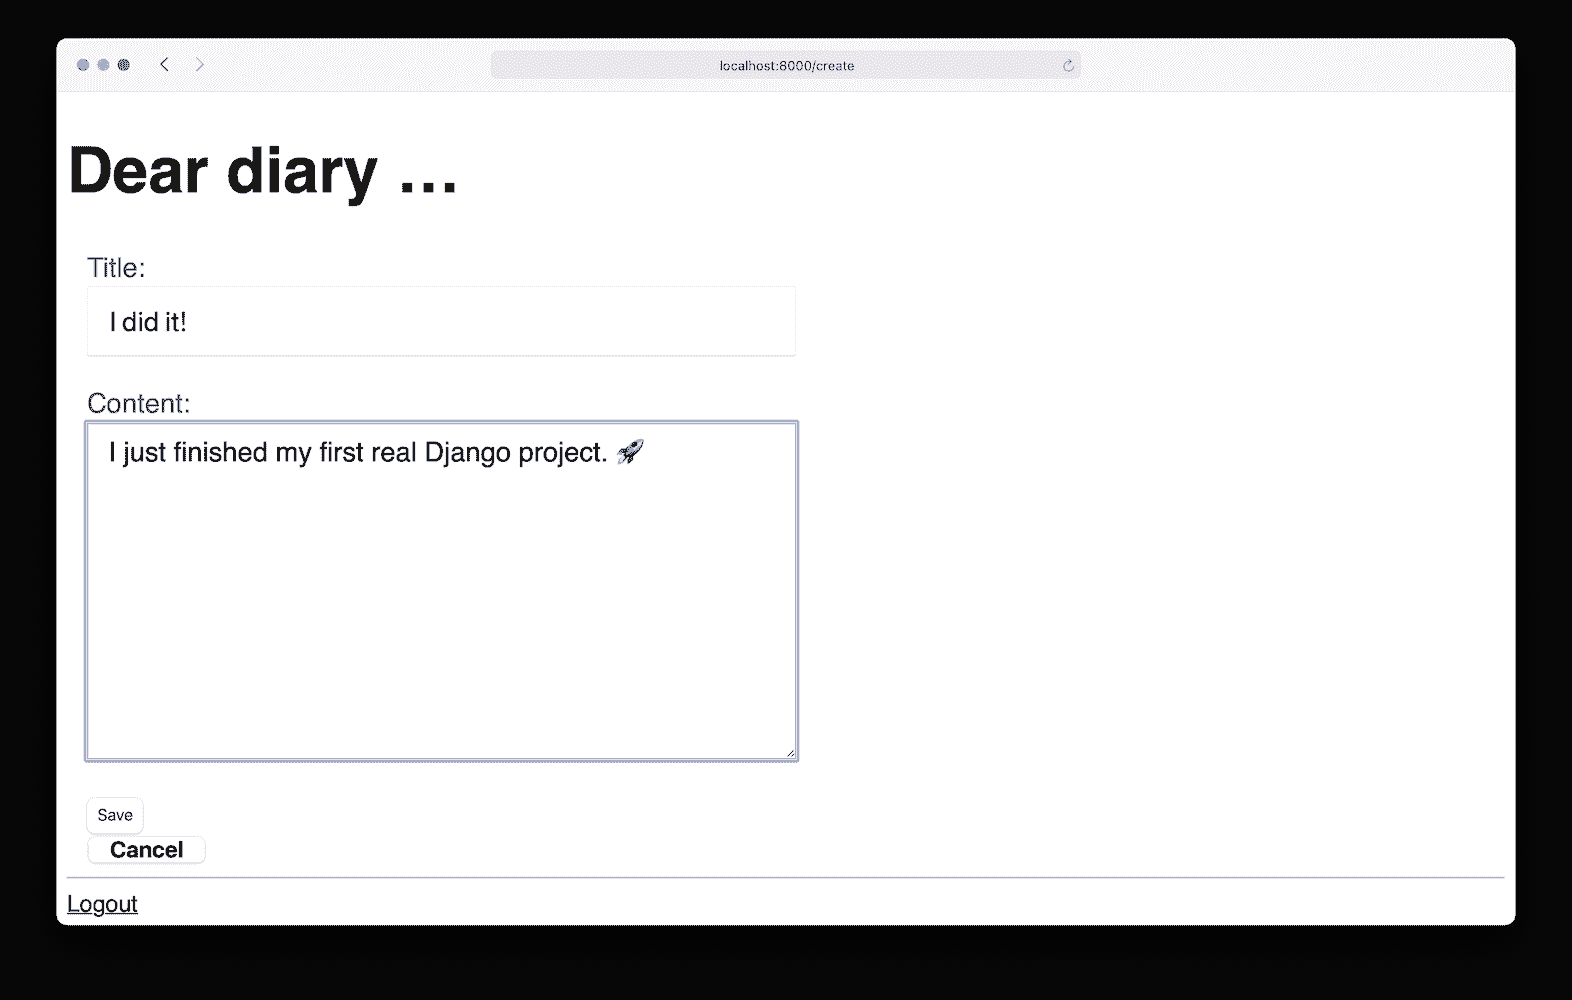 localhost:8000/create
Dear diary ...
Title:
I did it!
Content:
I just finished my first real Django project. 🚀
Save
Cancel
Logout